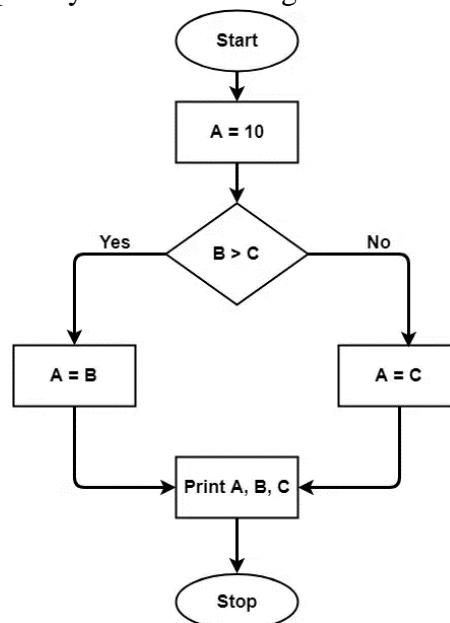 Start
A = 10
Yes
B > C
No
A = B
A = C
Print A, B, C
Stop